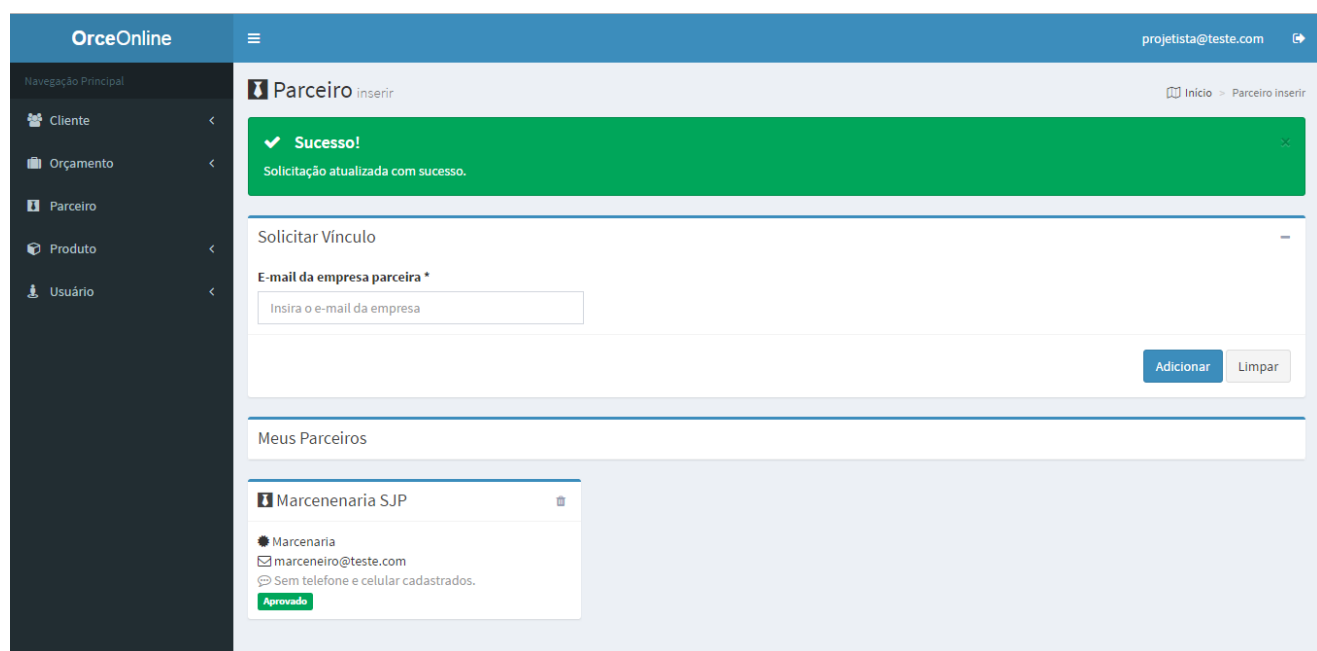 OrceOnline
projetista@teste.com
Navegação Principal
Cliente
Orçamento
Parceiro
Produto
Usuário
Parceiro inserir
Início > Parceiro inserir
Sucesso!
Solicitação atualizada com sucesso.
Solicitar Vínculo
E-mail da empresa parceira *
Insira o e-mail da empresa
Adicionar Limpar
Meus Parceiros
Marcenenaria SJP
Marcenaria
marceneiro@teste.com
Sem telefone e celular cadastrados.
Aprovado